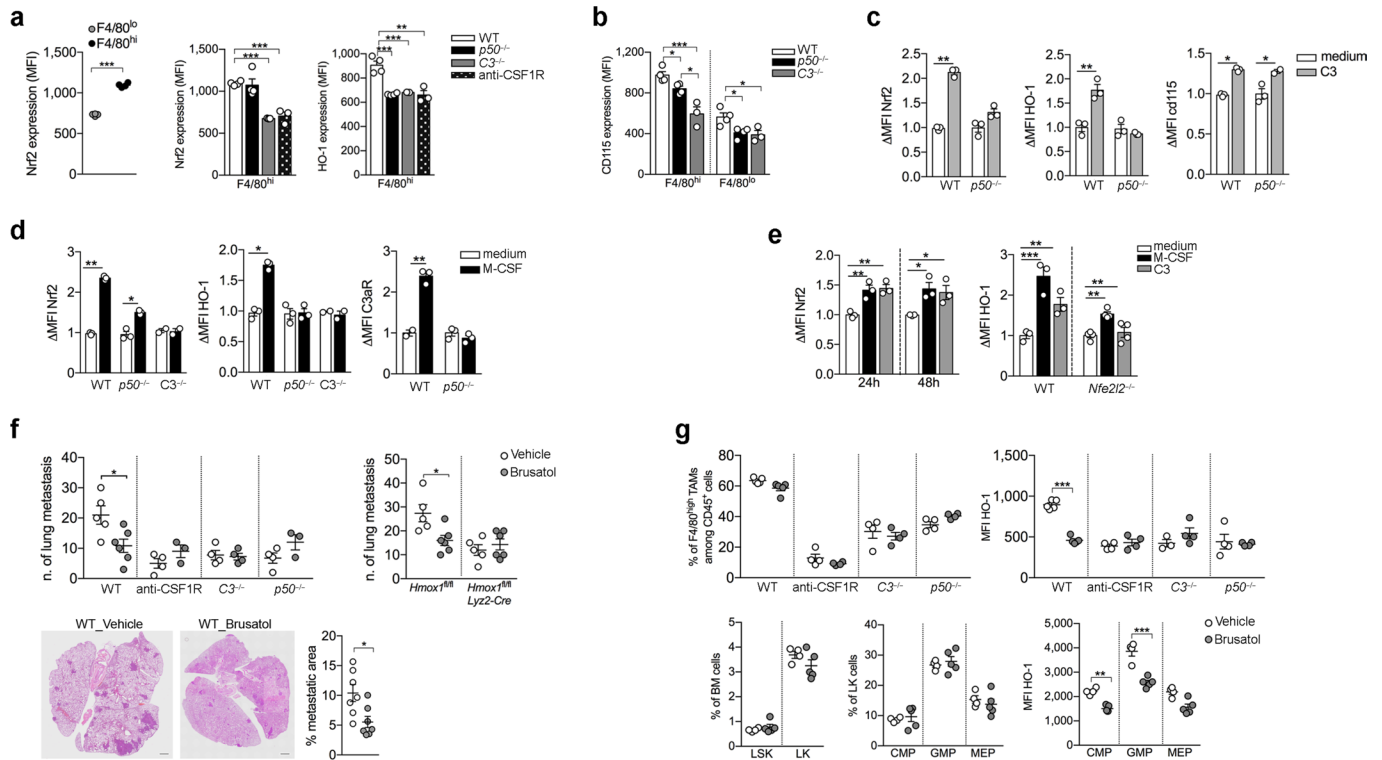 a
F4/80lo
F4/80hi
Nrf2 expression (MFI)
1,500
1,000
500
0
***
Nrf2 expression (MFI)
1,500
1,000
500
0
***
***
F4/80hi
HO-1 expression (MFI)
1,000
800
600
400
200
0
**
***
***
F4/80hi
WT
p50-/-
C3-/-
anti-CSF1R
b
CD115 expression (MFI)
1,200
800
400
0
***
*
*
*
*
F4/80hi
F4/80lo
WT
p50-/-
C3-/-
c
ΔMFI Nrf2
2.5
2.0
1.5
1.0
0.5
0.0
**
WT
p50-/-
ΔMFI HO-1
2.5
2.0
1.5
1.0
0.5
0.0
**
WT
p50-/-
ΔMFI cd115
1.5
1.0
0.5
0.0
*
*
WT
p50-/-
medium
C3
d
ΔMFI Nrf2
3
2
1
0
**
*
WT
p50-/-
C3-/-
ΔMFI HO-1
2.0
1.5
1.0
0.5
0.0
*
WT
p50-/-
C3-/-
ΔMFI C3aR
3
2
1
0
**
WT
p50-/-
medium
M-CSF
e
ΔMFI Nrf2
2.0
1.5
1.0
0.5
0.0
**
**
*
*
24h
48h
ΔMFI HO-1
3
2
1
0
**
***
**
**
WT
Nfe2l2-/-
medium
M-CSF
C3
f
n. of lung metastasis
40
30
20
10
0
*
WT
anti-CSF1R
C3-/-
p50-/-
n. of lung metastasis
50
40
30
20
10
0
*
Hmox1fl/fl
Hmox1fl/fl
Lyz2-Cre
Vehicle
Brusatol
WT_Vehicle
WT_Brusatol
% metastatic area
20
15
10
5
0
*
g
% of F4/80high TAMs
among CD45+ cells
80
60
40
20
0
WT
anti-CSF1R
C3-/-
p50-/-
MFI HO-1
1,500
1,000
500
0
***
WT
anti-CSF1R
C3-/-
p50-/-
% of BM cells
5
4
3
2
1
0
LSK
LK
% of LK cells
40
30
20
10
0
CMP
GMP
MEP
MFI HO-1
5,000
4,000
3,000
2,000
1,000
0
**
***
CMP
GMP
MEP
Vehicle
Brusatol